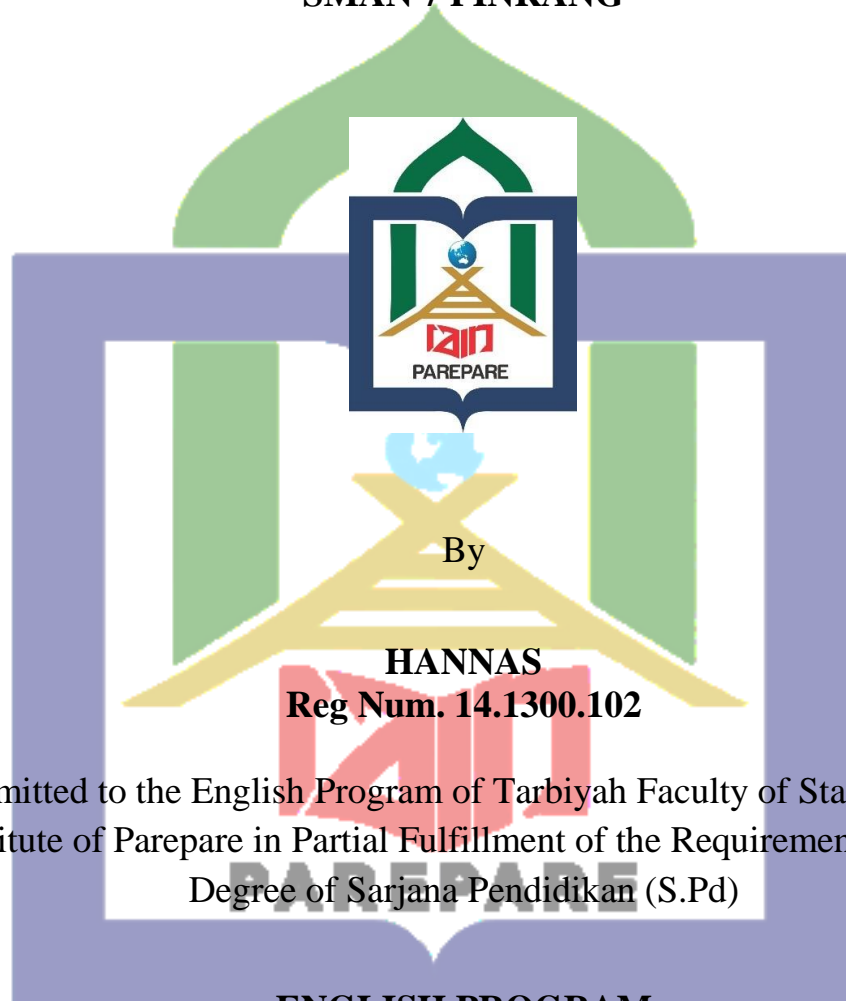 SMAN 7 PINRANG
IAIN
PAREPARE
By
HANNAS
Reg Num. 14.1300.102
mitted to the English Program of Tarbiyah Faculty of Sta
itute of Parepare in Partial Fulfillment of the Requiremen
Degree of Sarjana Pendidikan (S.Pd)
PAREPARE
ENGLISH PROGRAM